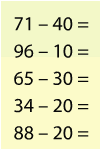 71 – 40 =
96 – 10 =
65 – 30 =
34 – 20 =
88 – 20 =